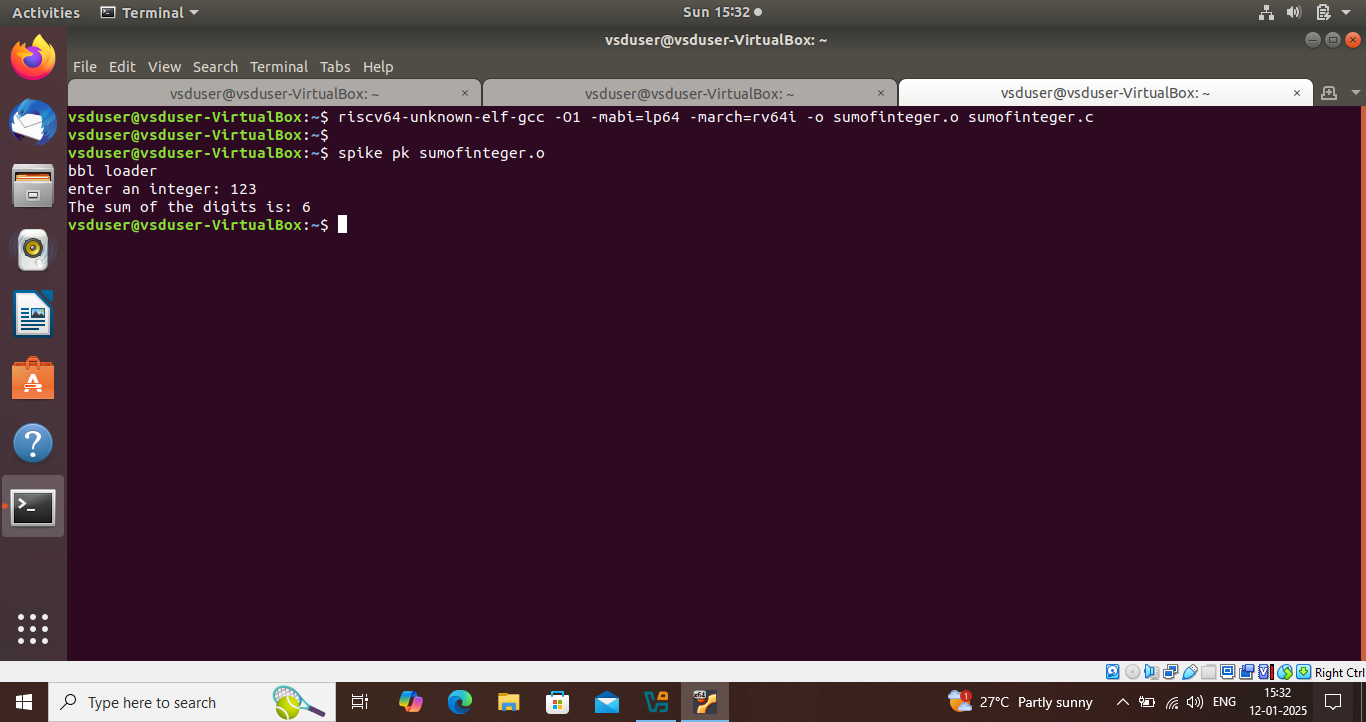 Activities Terminal Sun 15:32
vsduser@vsduser-VirtualBox: ~
File Edit View Search Terminal Tabs Help
vsduser@vsduser-VirtualBox: ~ × vsduser@vsduser-VirtualBox: ~ × vsduser@vsduser-VirtualBox: ~ ×
vsduser@vsduser-VirtualBox:~$ riscv64-unknown-elf-gcc -O1 -mabi=lp64 -march=rv64i -o sumofinteger.o sumofinteger.c
vsduser@vsduser-VirtualBox:~$
vsduser@vsduser-VirtualBox:~$ spike pk sumofinteger.o
bbl loader
enter an integer: 123
The sum of the digits is: 6
vsduser@vsduser-VirtualBox:~$
Right Ctrl
Type here to search 1 27°C Partly sunny ENG 15:32
12-01-2025